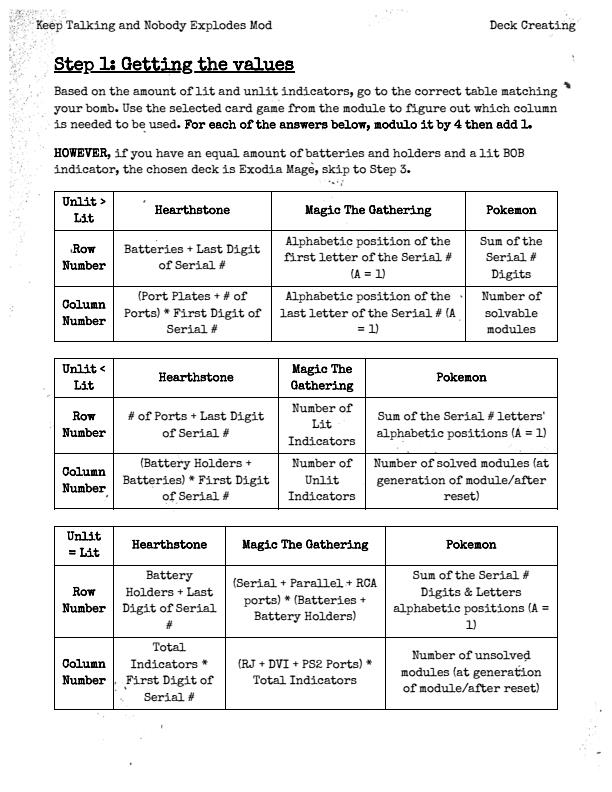 Keep Talking and Nobody Explodes Mod Deck Creating
Step 1: Getting the values
Based on the amount of lit and unlit indicators, go to the correct table matching
your bomb. Use the selected card game from the module to figure out which column
is needed to be used. For each of the answers below, modulo it by 4 then add 1.
HOWEVER, if you have an equal amount of batteries and holders and a lit BOB
indicator, the chosen deck is Exodia Mage, skip to Step 3.
Unlit >
Lit
Hearthstone
Magic The Gathering
Pokemon
Row
Number
Batteries + Last Digit
of Serial #
Alphabetic position of the
first letter of the Serial #
(A = 1)
Sum of the
Serial #
Digits
Column
Number
(Port Plates + # of
Ports) * First Digit of
Serial #
Alphabetic position of the
last letter of the Serial # (A
= 1)
Number of
solvable
modules
Unlit <
Lit
Hearthstone
Magic The
Gathering
Pokemon
Row
Number
# of Ports + Last Digit
of Serial #
Number of
Lit
Indicators
Sum of the Serial # letters'
alphabetic positions (A = 1)
Column
Number
(Battery Holders +
Batteries) * First Digit
of Serial #
Number of
Unlit
Indicators
Number of solved modules (at
generation of module/after
reset)
Unlit
= Lit
Hearthstone
Magic The Gathering
Pokemon
Row
Number
Battery
Holders + Last
Digit of Serial
#
(Serial + Parallel + RCA
ports) * (Batteries +
Battery Holders)
Sum of the Serial #
Digits & Letters
alphabetic positions (A =
1)
Column
Number
Total
Indicators *
First Digit of
Serial #
(RJ + DVI + PS2 Ports) *
Total Indicators
Number of unsolved
modules (at generation
of module/after reset)